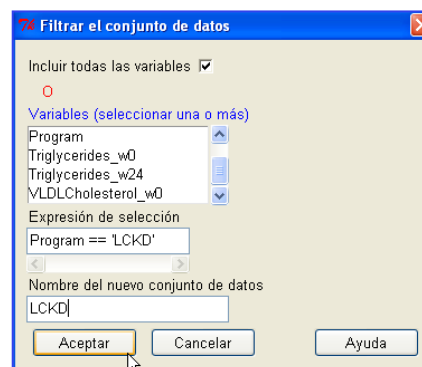 Filtrar el conjunto de datos
Incluir todas las variables
O
Variables (seleccionar una o más)
Program
Triglycerides_w0
Triglycerides_w24
VLDLCholesterol_w0
Expresión de selección
Program == 'LCKD'
Nombre del nuevo conjunto de datos
LCKD
Aceptar Cancelar Ayuda